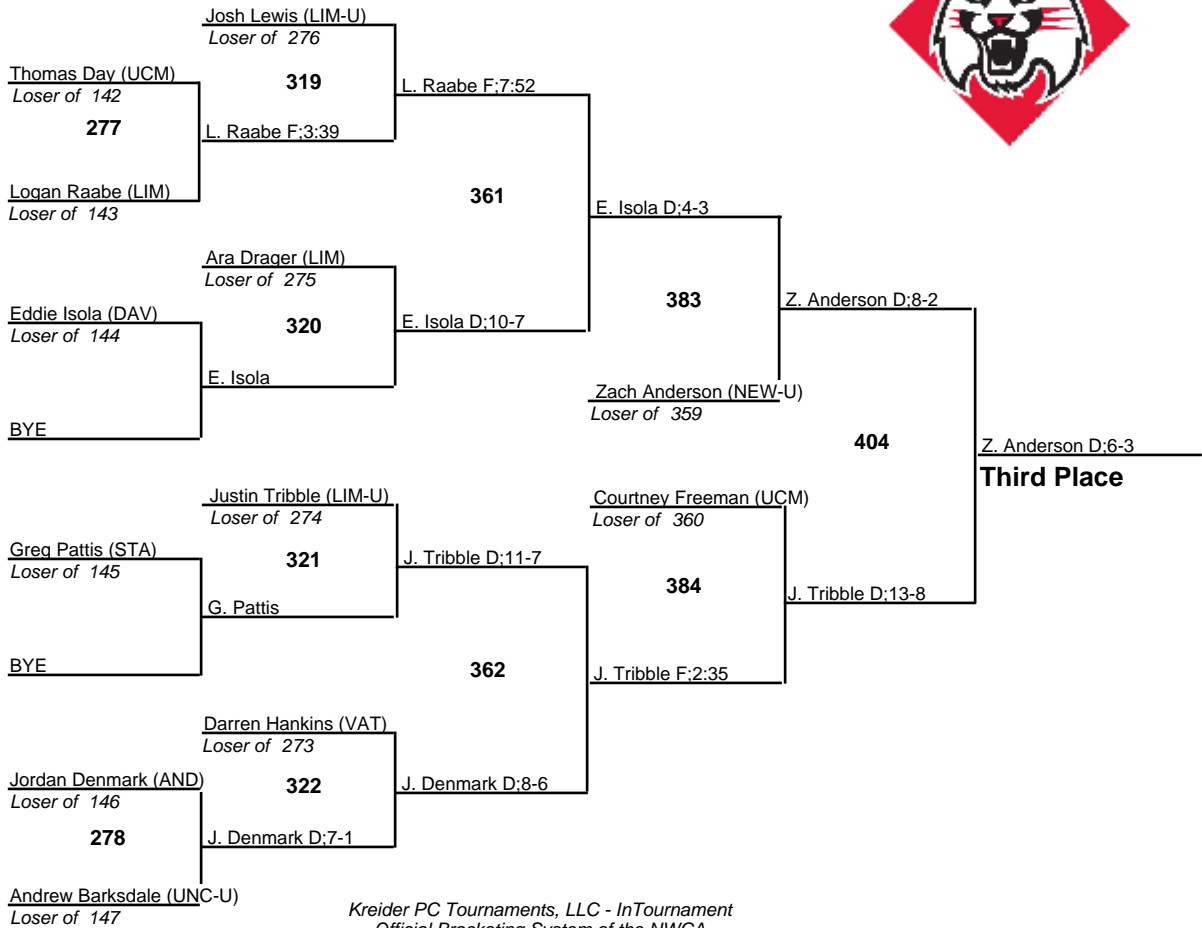 Josh Lewis (LIM-U)
Loser of 276
Thomas Day (UCM)
Loser of 142
319
L. Raabe F;7:52
277
L. Raabe F;3:39
Logan Raabe (LIM)
Loser of 143
361
E. Isola D;4-3
Ara Drager (LIM)
Loser of 275
383
Z. Anderson D;8-2
Eddie Isola (DAV)
Loser of 144
320
E. Isola D;10-7
E. Isola
Zach Anderson (NEW-U)
Loser of 359
BYE
404
Z. Anderson D;6-3
Third Place
Justin Tribble (LIM-U)
Loser of 274
Courtney Freeman (UCM)
Loser of 360
Greg Pattis (STA)
Loser of 145
321
J. Tribble D;11-7
384
J. Tribble D;13-8
G. Pattis
BYE
362
J. Tribble F;2:35
Darren Hankins (VAT)
Loser of 273
Jordan Denmark (AND)
Loser of 146
322
J. Denmark D;8-6
278
J. Denmark D;7-1
Andrew Barksdale (UNC-U)
Loser of 147
Kreider PC Tournaments, LLC - InTournament
Official Bracketing System of the NWCA